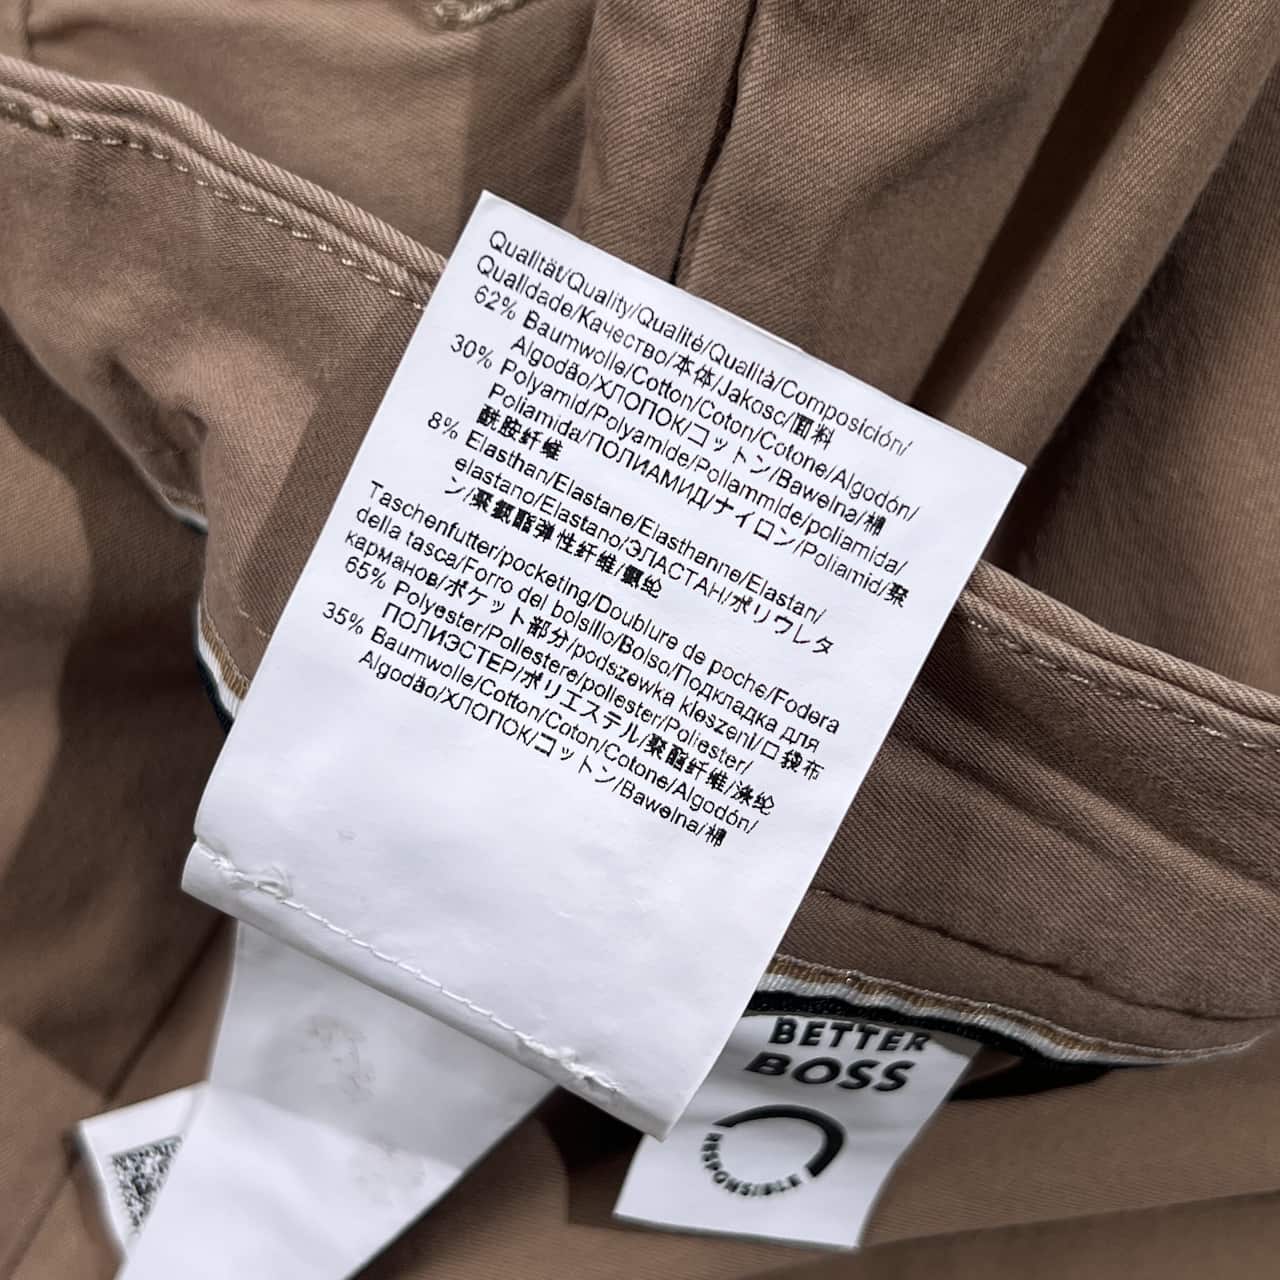 Qualität/Quality/Qualité/Qualità/Composición/
Qualidade/Качество/本体/Jakosc/面料
62% Baumwolle/Cotton/Coton/Cotone/Algodón/
Algodão/ХЛОПОК/コットン/Bawelna/棉
30% Polyamid/Polyamide/Poliammide/poliamida/
Poliamida/ПОЛИАМИД/ナイロン/Poliamid/聚
酰胺纤维
8% Elasthan/Elastane/Elasthanne/Elastan/
elastano/Elastano/ЭЛАСТАН/ポリウレタ
ン/聚氨酯弹性纤维/氨纶
Taschenfutter/pocketing/Doublure de poche/Fodera
della tasca/Forro del bolsillo/Bolso/Подкладка для
карманов/ポケット部分/podszewka kieszeni/口袋布
65% Polyester/Poliestere/poliester/Poliester/
ПОЛИЭСТЕР/ポリエステル/聚酯纤维/涤纶
35% Baumwolle/Cotton/Coton/Cotone/Algodón/
Algodão/ХЛОПОК/コットン/Bawelna/棉
BETTER
BOSS
RESPONSIBLE